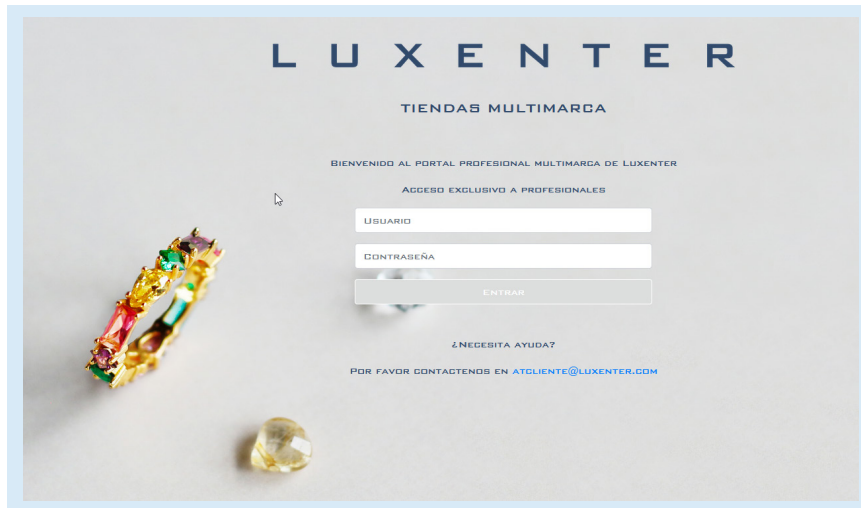 LUXENTER
TIENDAS MULTIMARCA
Bienvenido al portal profesional multimarca de Luxenter
Acceso exclusivo a profesionales
Usuario
Contraseña
Entrar
¿Necesita ayuda?
Por favor contactenos en atcliente@luxenter.com